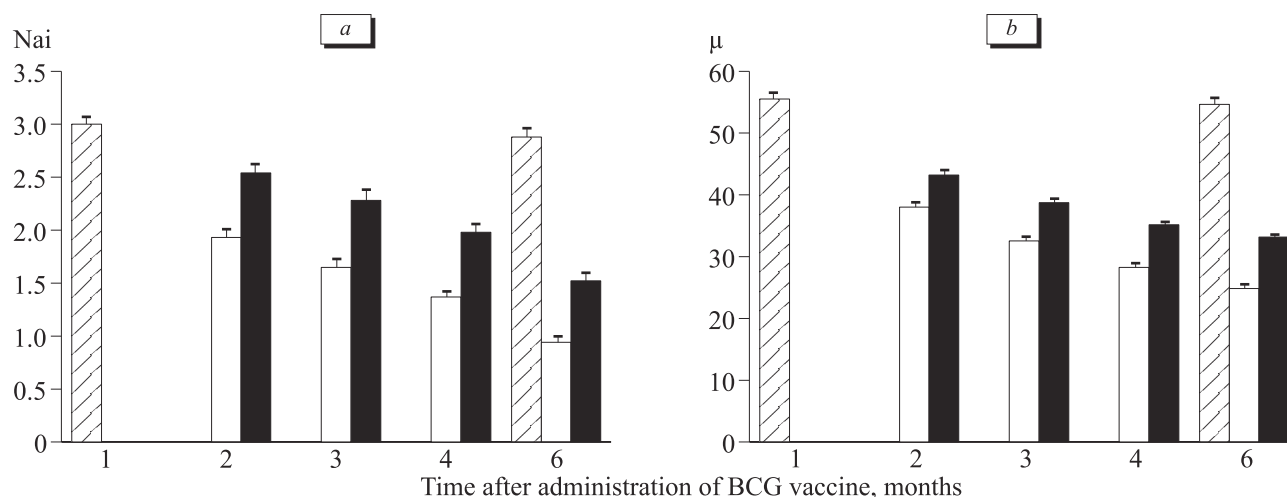 a
b
Nai
μ
3.5
3.0
2.5
2.0
1.5
1.0
0.5
0
60
50
40
30
20
10
0
1 2 3 4 6
1 2 3 4 6
Time after administration of BCG vaccine, months